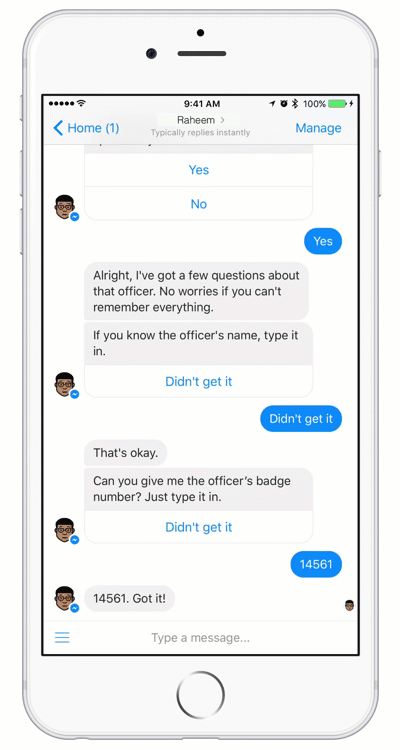 9:41 AM
100%
Home (1)
Raheem
Typically replies instantly
Manage
Yes
No
Yes
Alright, I've got a few questions about
that officer. No worries if you can't
remember everything.
If you know the officer's name, type it
in.
Didn't get it
Didn't get it
That's okay.
Can you give me the officer’s badge
number? Just type it in.
Didn't get it
14561
14561. Got it!
Type a message...